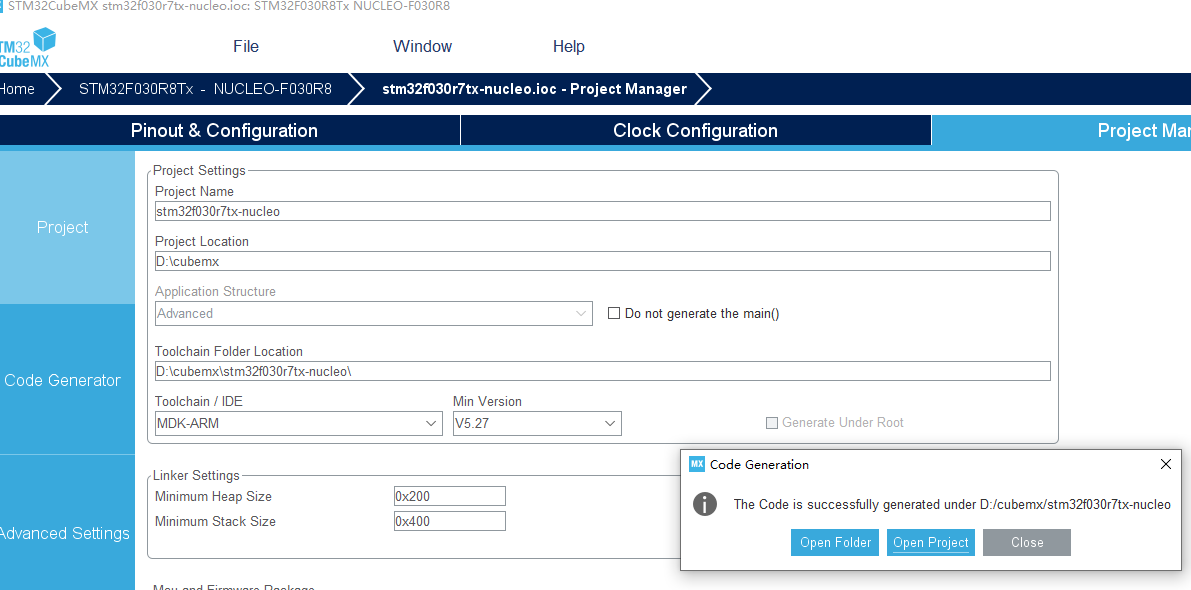 STM32CubeMX stm32f030r7tx-nucleo.ioc: STM32F030R8Tx NUCLEO-F030R8
TM32
CubeMX
File Window Help
Home STM32F030R8Tx - NUCLEO-F030R8 stm32f030r7tx-nucleo.ioc - Project Manager
Pinout & Configuration Clock Configuration Project Mar
Project
Code Generator
Advanced Settings
Project Settings
Project Name
stm32f030r7tx-nucleo
Project Location
D:\cubemx
Application Structure
Advanced Do not generate the main()
Toolchain Folder Location
D:\cubemx\stm32f030r7tx-nucleo\
Toolchain / IDE Min Version
MDK-ARM V5.27 Generate Under Root
Linker Settings
Minimum Heap Size 0x200
Minimum Stack Size 0x400
Mcu and Firmware Package
MX Code Generation
The Code is successfully generated under D:/cubemx/stm32f030r7tx-nucleo
Open Folder Open Project Close